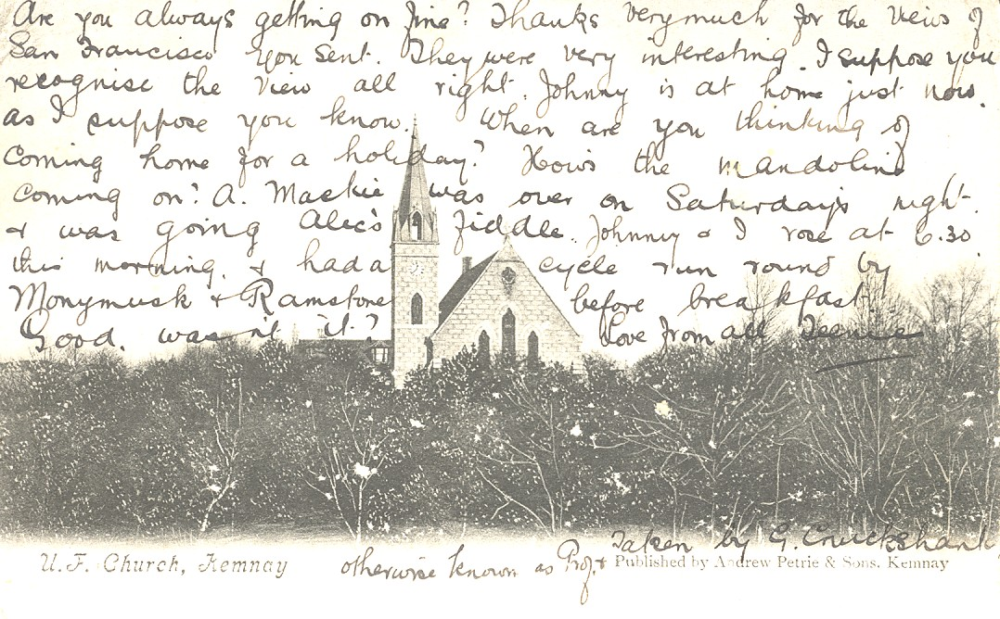 Are you always getting on fine? Thanks very much for the views of
San Francisco you sent. They were very interesting. I suppose you
recognise the view all right. Johnny is at home just now.
as I suppose you know. When are you thinking of
coming home for a holiday? Hows the mandoline
coming on? A. Mackie was over on Saturday's night.
& was going Alec's fiddle. Johnny & I rose at 6.30
this morning. & had a cycle run round by
Monymusk & Ramstone before breakfast.
Good. was it it? Love from all
U.F. Church, Kemnay
otherwise known as Prof.
Taken by G. Cruickshank
Published by Andrew Petrie & Sons. Kemnay